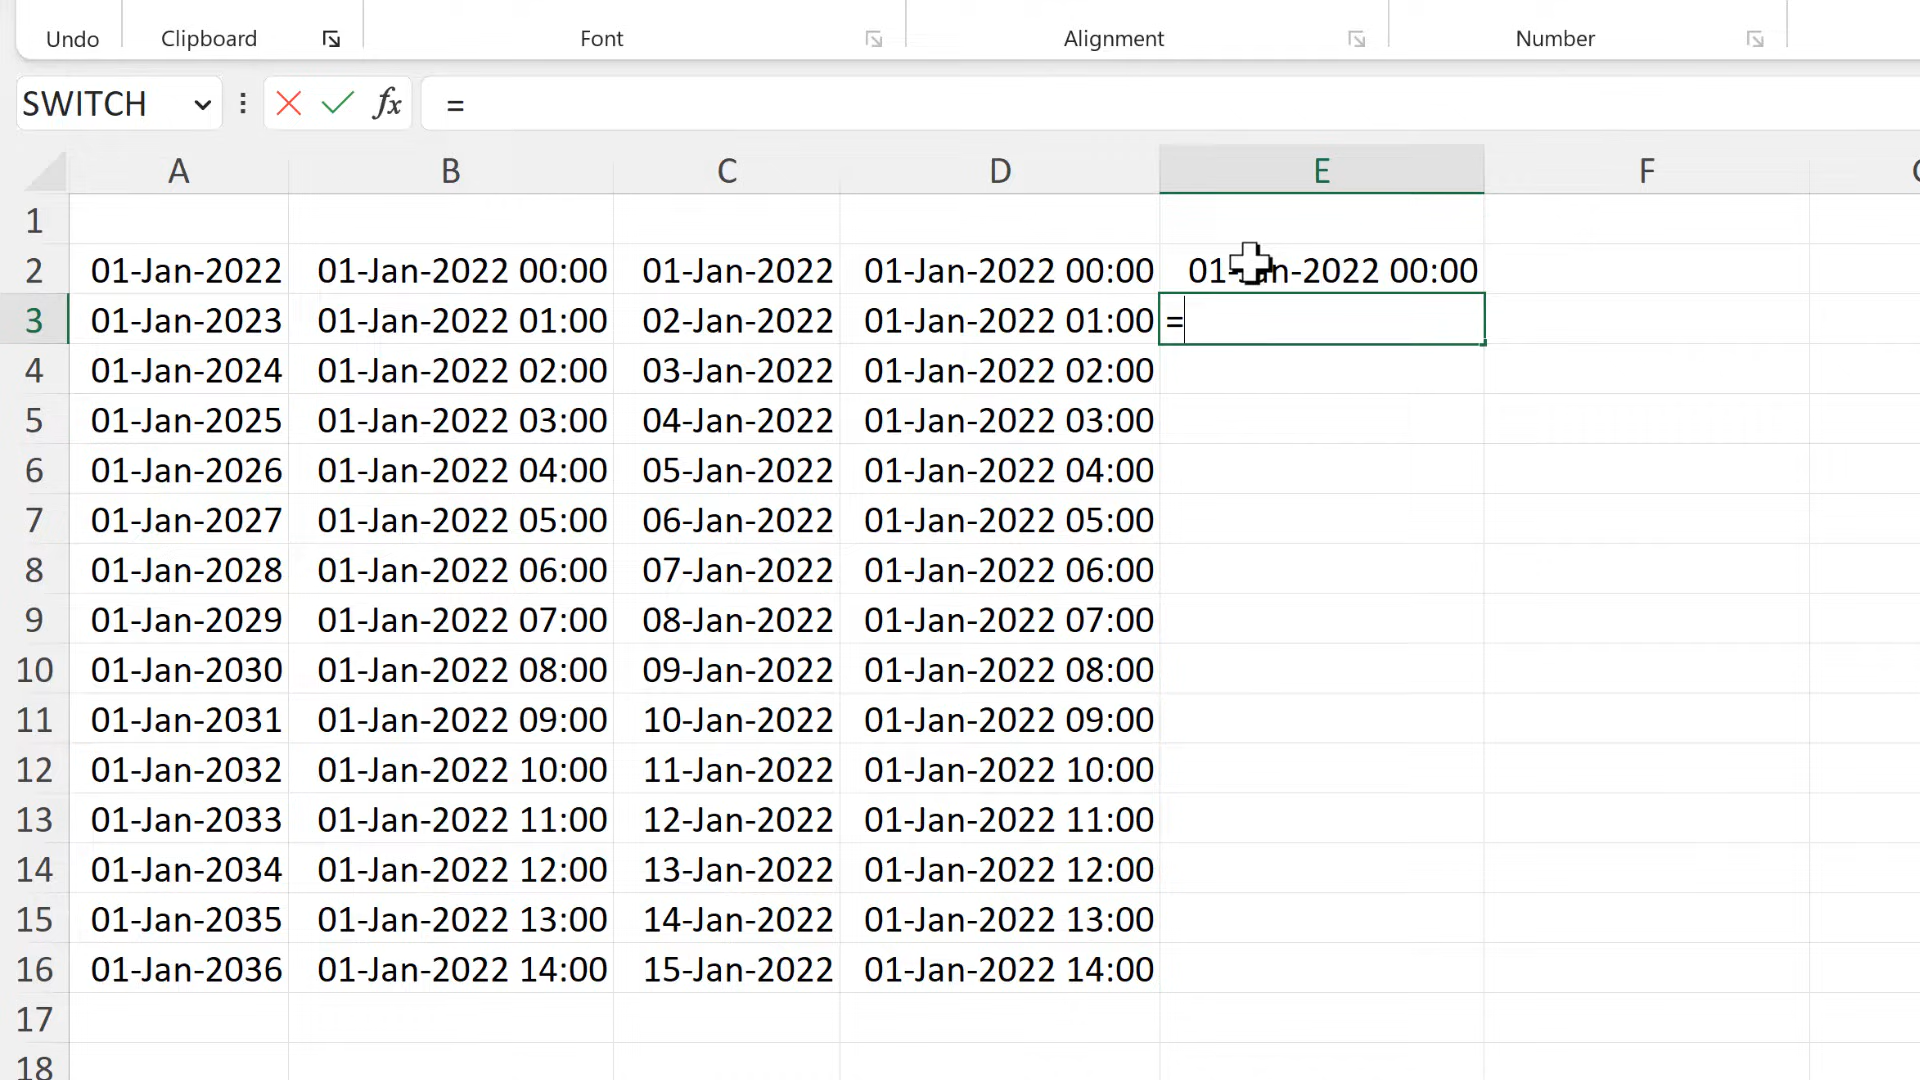 Undo Clipboard Font Alignment Number
SWITCH fx =
A B C D E F
1
2 01-Jan-2022 01-Jan-2022 00:00 01-Jan-2022 01-Jan-2022 00:00 01-Jan-2022 00:00
3 01-Jan-2023 01-Jan-2022 01:00 02-Jan-2022 01-Jan-2022 01:00 =
4 01-Jan-2024 01-Jan-2022 02:00 03-Jan-2022 01-Jan-2022 02:00
5 01-Jan-2025 01-Jan-2022 03:00 04-Jan-2022 01-Jan-2022 03:00
6 01-Jan-2026 01-Jan-2022 04:00 05-Jan-2022 01-Jan-2022 04:00
7 01-Jan-2027 01-Jan-2022 05:00 06-Jan-2022 01-Jan-2022 05:00
8 01-Jan-2028 01-Jan-2022 06:00 07-Jan-2022 01-Jan-2022 06:00
9 01-Jan-2029 01-Jan-2022 07:00 08-Jan-2022 01-Jan-2022 07:00
10 01-Jan-2030 01-Jan-2022 08:00 09-Jan-2022 01-Jan-2022 08:00
11 01-Jan-2031 01-Jan-2022 09:00 10-Jan-2022 01-Jan-2022 09:00
12 01-Jan-2032 01-Jan-2022 10:00 11-Jan-2022 01-Jan-2022 10:00
13 01-Jan-2033 01-Jan-2022 11:00 12-Jan-2022 01-Jan-2022 11:00
14 01-Jan-2034 01-Jan-2022 12:00 13-Jan-2022 01-Jan-2022 12:00
15 01-Jan-2035 01-Jan-2022 13:00 14-Jan-2022 01-Jan-2022 13:00
16 01-Jan-2036 01-Jan-2022 14:00 15-Jan-2022 01-Jan-2022 14:00
17
18